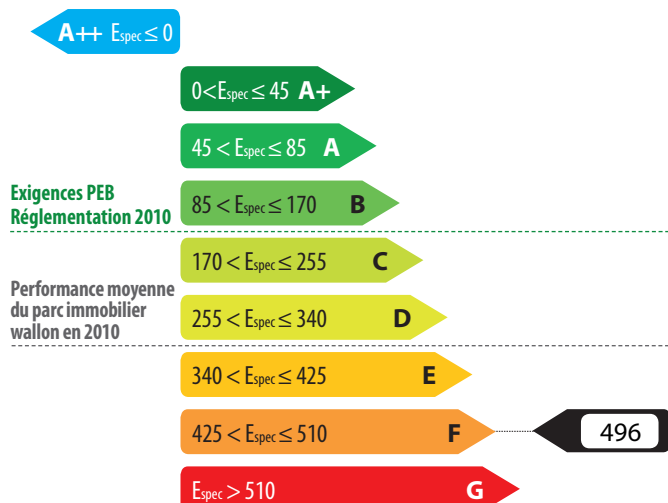 A++ Espec ≤ 0
0<Espec ≤ 45 A+
45 < Espec ≤ 85 A
Exigences PEB
Réglementation 2010
85 < Espec ≤ 170 B
170 < Espec ≤ 255 C
Performance moyenne
du parc immobilier
wallon en 2010
255 < Espec ≤ 340 D
340 < Espec ≤ 425 E
425 < Espec ≤ 510 F
496
Espec > 510 G